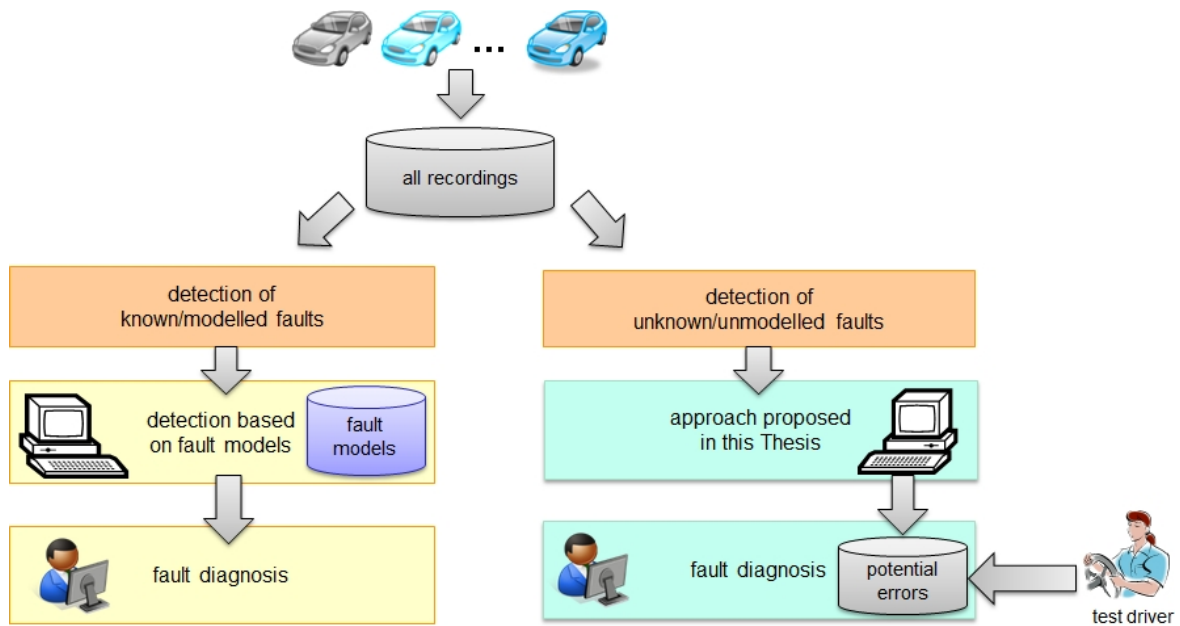 ...
all recordings
detection of
known/modelled faults
detection based
on fault models
fault
models
fault diagnosis
detection of
unknown/unmodelled faults
approach proposed
in this Thesis
fault diagnosis
potential
errors
test driver